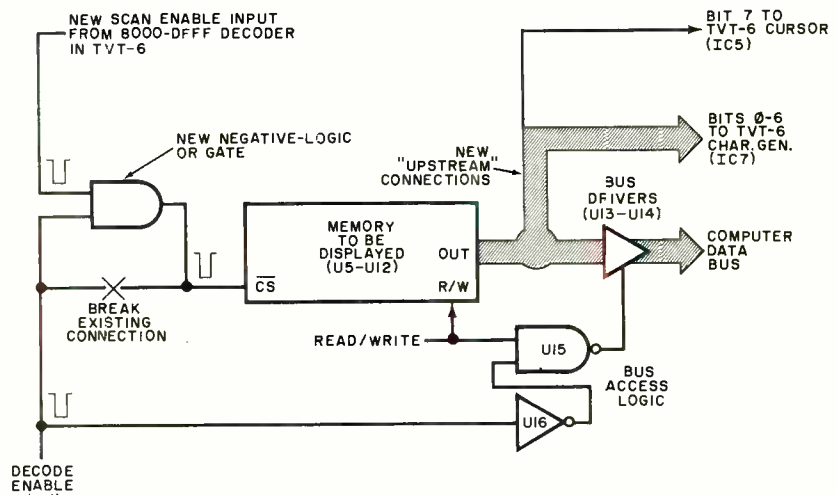 NEW SCAN ENABLE INPUT
FROM 8000-DFFF DECODER
IN TVT-6
BIT 7 TO
TVT-6 CURSOR
(IC5)
NEW NEGATIVE-LOGIC
OR GATE
NEW
"UPSTREAM"
CONNECTIONS
BITS Ø-6
TO TVT-6
CHAR. GEN.
(IC7)
BUS
DRIVERS
(U13-U14)
MEMORY
TO BE
DISPLAYED
(U5-U12)
OUT
CS
R/W
COMPUTER
DATA
BUS
BREAK
EXISTING
CONNECTION
READ/WRITE
U15
BUS
ACCESS
LOGIC
U16
DECODE
ENABLE